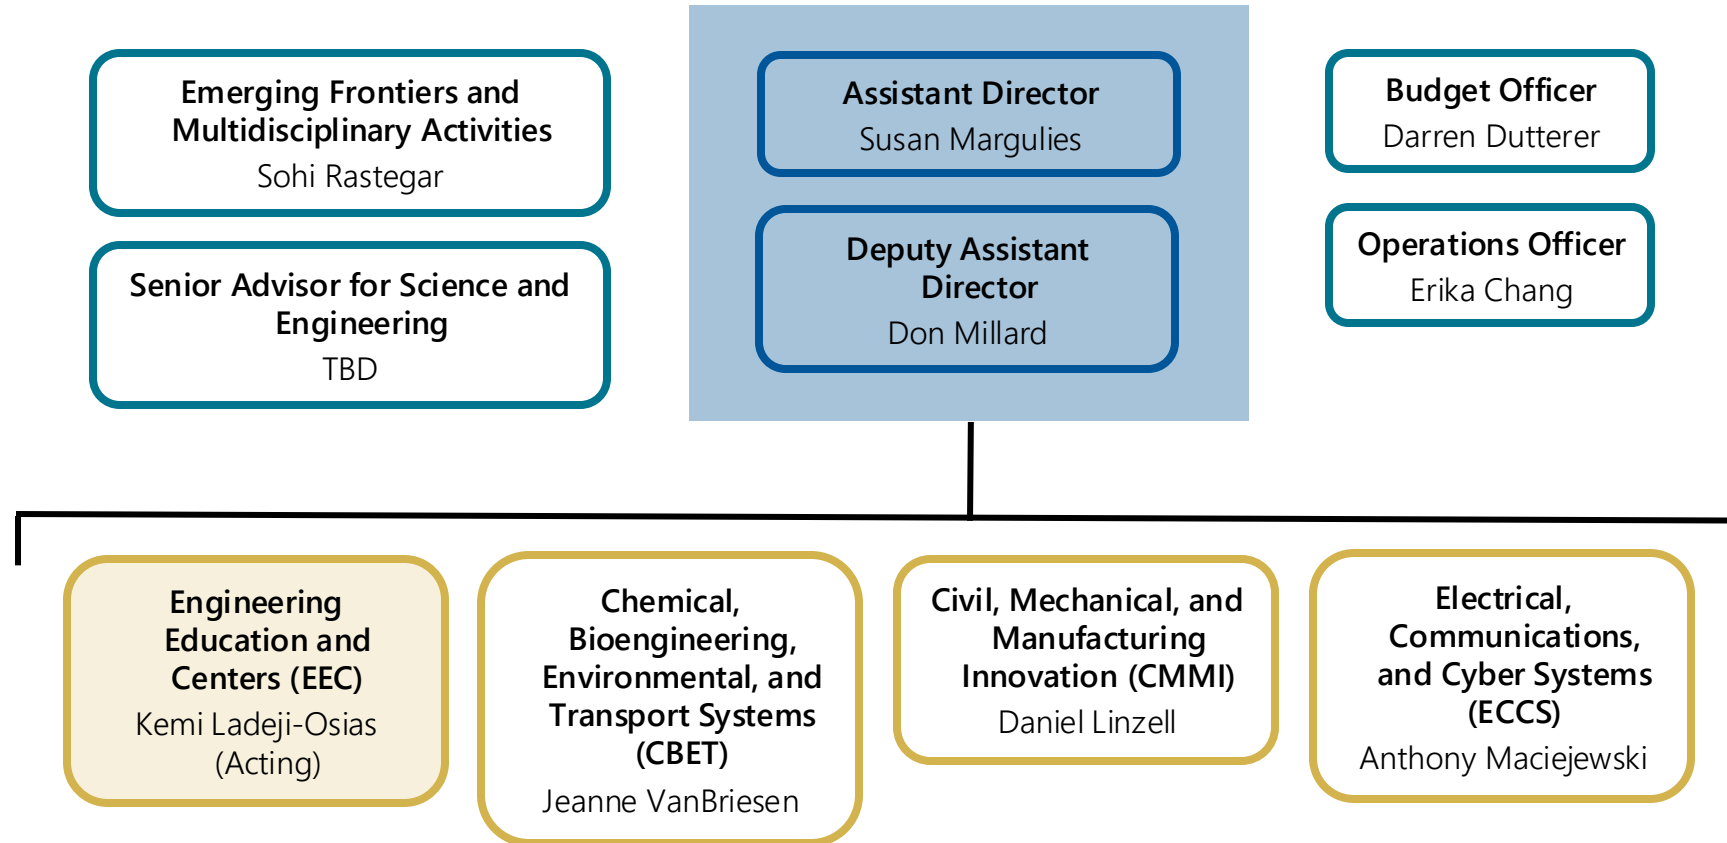 Emerging Frontiers and
Multidisciplinary Activities
Sohi Rastegar
Senior Advisor for Science and
Engineering
TBD
Assistant Director
Susan Margulies
Deputy Assistant
Director
Don Millard
Budget Officer
Darren Dutterer
Operations Officer
Erika Chang
Engineering
Education and
Centers (EEC)
Kemi Ladeji-Osias
(Acting)
Chemical,
Bioengineering,
Environmental, and
Transport Systems
(CBET)
Jeanne VanBriesen
Civil, Mechanical, and
Manufacturing
Innovation (CMMI)
Daniel Linzell
Electrical,
Communications,
and Cyber Systems
(ECCS)
Anthony Maciejewski